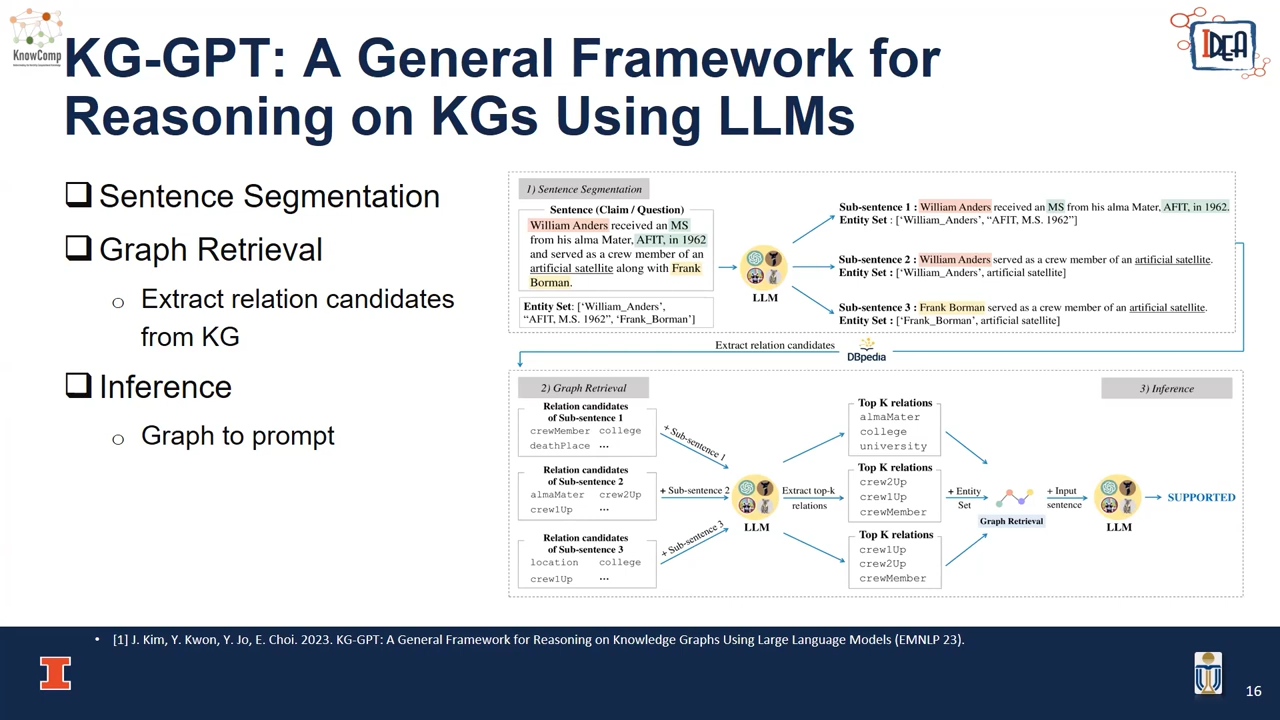 KnowComp
IDEA
KG-GPT: A General Framework for
Reasoning on KGs Using LLMs
Sentence Segmentation
Graph Retrieval
Extract relation candidates
from KG
Inference
Graph to prompt
1) Sentence Segmentation
Sentence (Claim / Question)
William Anders received an MS
from his alma Mater, AFIT, in 1962
and served as a crew member of an
artificial satellite along with Frank
Borman.
Entity Set: [‘William_Anders’,
“AFIT, M.S. 1962”, ‘Frank_Borman’]
LLM
Sub-sentence 1 : William Anders received an MS from his alma Mater, AFIT, in 1962.
Entity Set : [‘William_Anders’, “AFIT, M.S. 1962”]
Sub-sentence 2 : William Anders served as a crew member of an artificial satellite.
Entity Set : [‘William_Anders’, artificial satellite]
Sub-sentence 3 : Frank Borman served as a crew member of an artificial satellite.
Entity Set : [‘Frank_Borman’, artificial satellite]
Extract relation candidates
DBpedia
2) Graph Retrieval
3) Inference
Relation candidates
of Sub-sentence 1
crewMember college
deathPlace ...
Relation candidates
of Sub-sentence 2
almaMater crew2Up
crew1Up ...
Relation candidates
of Sub-sentence 3
location college
crew1Up ...
+ Sub-sentence 1
+ Sub-sentence 2
+ Sub-sentence 3
LLM
Extract top-k
relations
Top K relations
almaMater
college
university
Top K relations
crew2Up
crew1Up
crewMember
Top K relations
crew1Up
crew2Up
crewMember
+ Entity
Set
Graph Retrieval
+ Input
sentence
LLM
SUPPORTED
• [1] J. Kim, Y. Kwon, Y. Jo, E. Choi. 2023. KG-GPT: A General Framework for Reasoning on Knowledge Graphs Using Large Language Models (EMNLP 23).
16